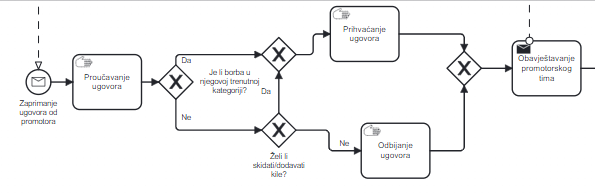 Zaprimanje
ugovora od
promotora
Proučavanje
ugovora
Da
Ne
Je li borba u
njegovoj trenutnoj
kategoriji?
Da
Želi li
skidati/dodavati
kile?
Ne
Prihvaćanje
ugovora
Odbijanje
ugovora
Obavještavanje
promotorskog
tima